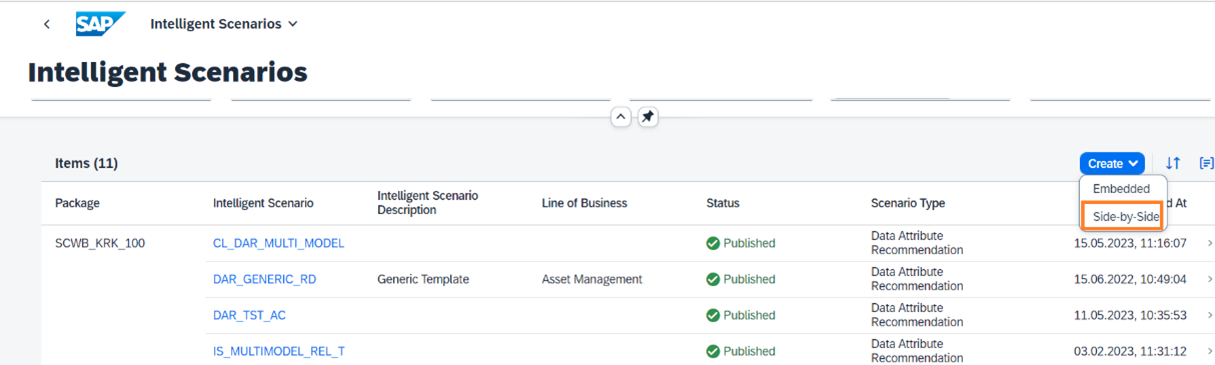 SAP Intelligent Scenarios
Intelligent Scenarios
Items (11)
Create
Embedded
Side-by-Side
Package Intelligent Scenario Intelligent Scenario Description Line of Business Status Scenario Type d At
SCWB_KRK_100 CL_DAR_MULTI_MODEL Published Data Attribute Recommendation 15.05.2023, 11:16:07
DAR_GENERIC_RD Generic Template Asset Management Published Data Attribute Recommendation 15.06.2022, 10:49:04
DAR_TST_AC Published Data Attribute Recommendation 11.05.2023, 10:35:53
IS_MULTIMODEL_REL_T Published Data Attribute Recommendation 03.02.2023, 11:31:12